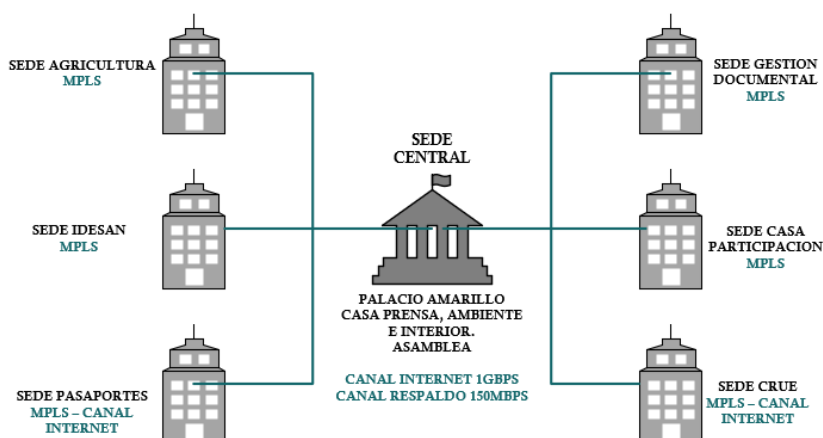 SEDE AGRICULTURA
MPLS
SEDE IDESAN
MPLS
SEDE PASAPORTES
MPLS – CANAL
INTERNET
SEDE
CENTRAL
PALACIO AMARILLO
CASA PRENSA, AMBIENTE
E INTERIOR.
ASAMBLEA
CANAL INTERNET 1GBPS
CANAL RESPALDO 150MBPS
SEDE GESTION
DOCUMENTAL
MPLS
SEDE CASA
PARTICIPACION
MPLS
SEDE CRUE
MPLS – CANAL
INTERNET